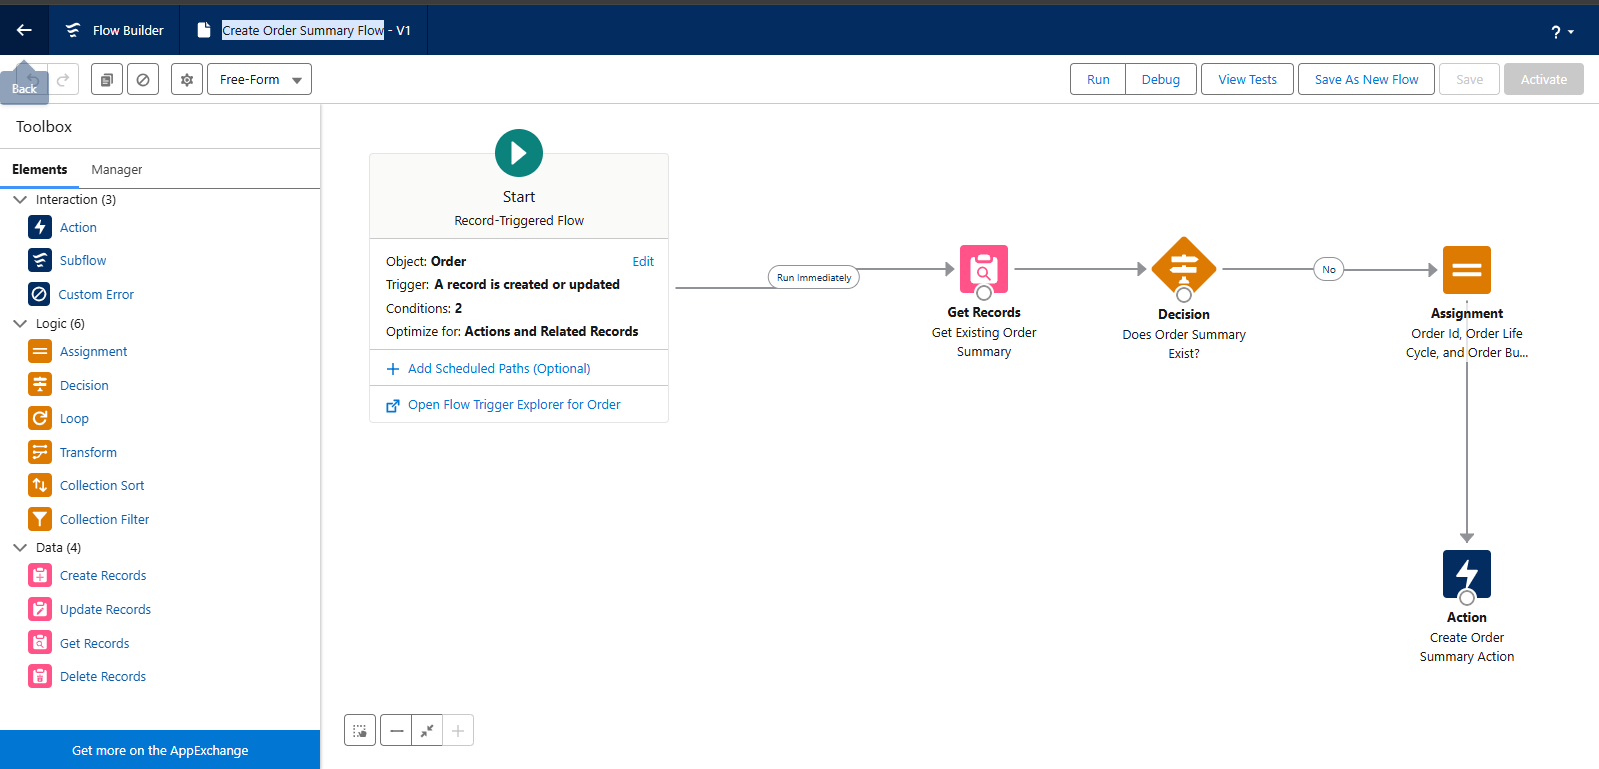 Flow Builder
Create Order Summary Flow - V1
?
Back
Free-Form
Run
Debug
View Tests
Save As New Flow
Save
Activate
Toolbox
Elements
Manager
Interaction (3)
Action
Subflow
Custom Error
Logic (6)
Assignment
Decision
Loop
Transform
Collection Sort
Collection Filter
Data (4)
Create Records
Update Records
Get Records
Delete Records
Get more on the AppExchange
Start
Record-Triggered Flow
Object: Order
Edit
Trigger: A record is created or updated
Conditions: 2
Optimize for: Actions and Related Records
Add Scheduled Paths (Optional)
Open Flow Trigger Explorer for Order
Run Immediately
Get Records
Get Existing Order
Summary
Decision
Does Order Summary
Exist?
No
Assignment
Order Id, Order Life
Cycle, and Order Bu...
Action
Create Order
Summary Action